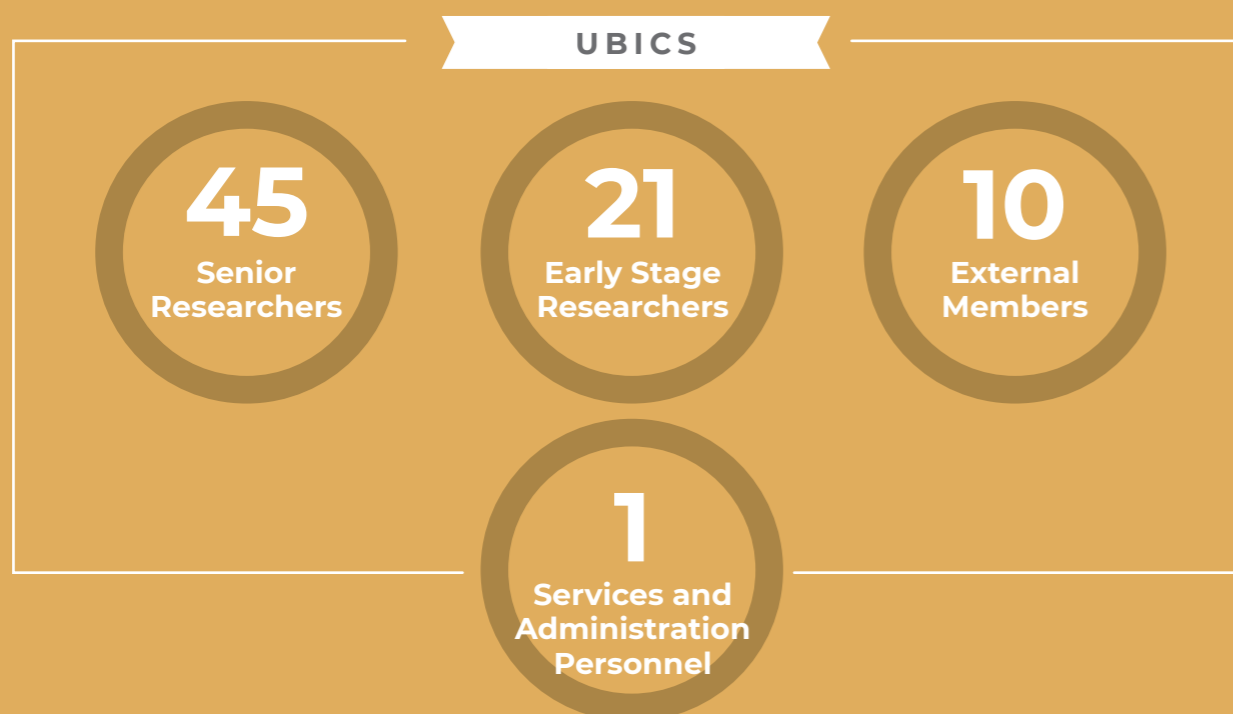 UBICS
45
Senior
Researchers
21
Early Stage
Researchers
10
External
Members
1
Services and
Administration
Personnel